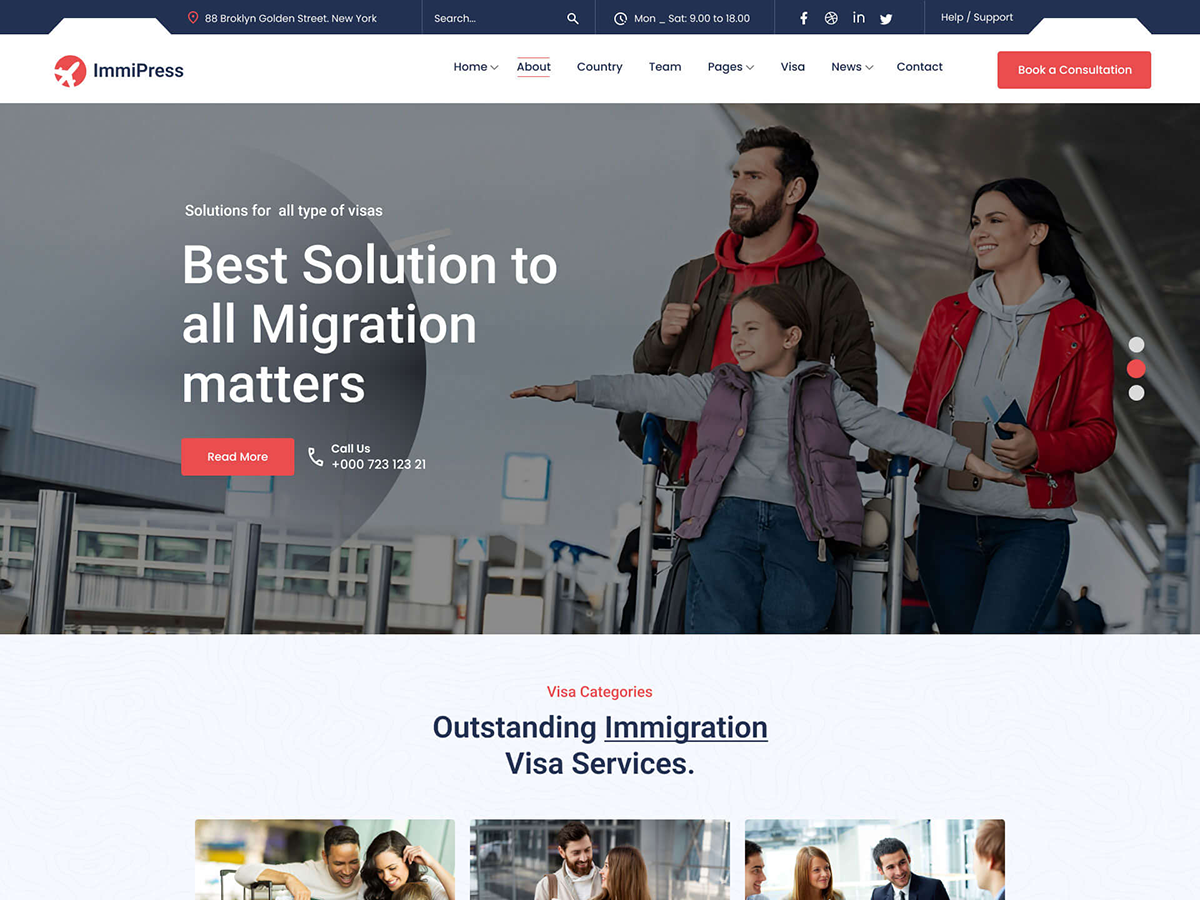 88 Broklyn Golden Street. New York
Search...
Mon _ Sat: 9.00 to 18.00
Help / Support
ImmiPress
Home
About
Country
Team
Pages
Visa
News
Contact
Book a Consultation
Solutions for  all type of visas
Best Solution to
all Migration
matters
Read More
Call Us
+000 723 123 21
Visa Categories
Outstanding Immigration
Visa Services.